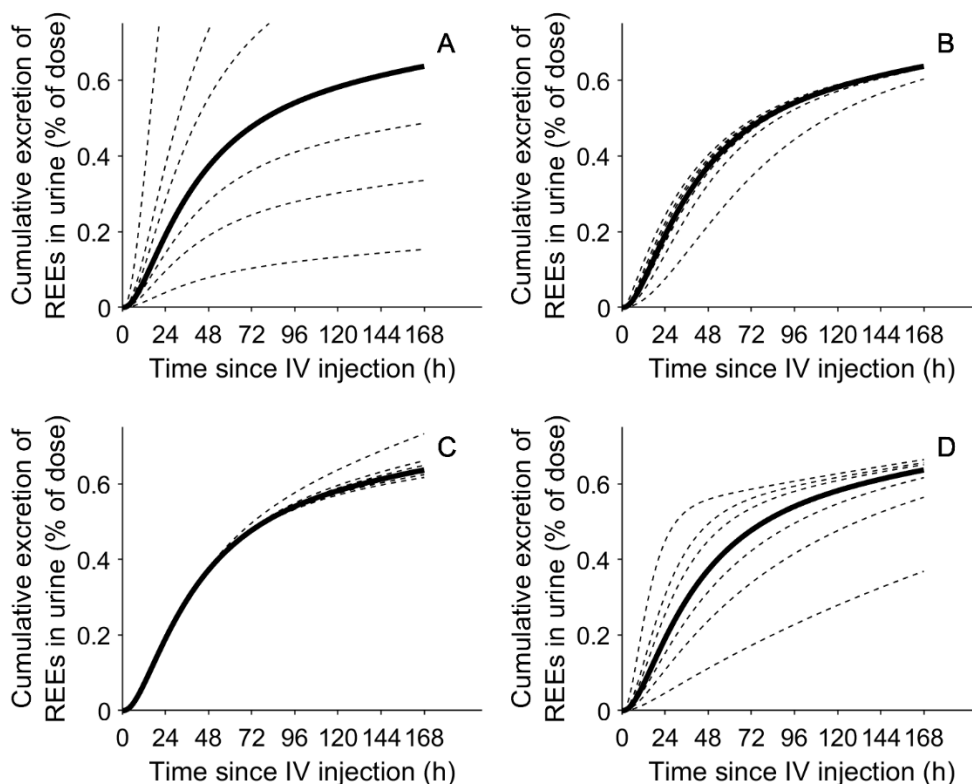 Cumulative excretion of
REEs in urine (% of dose)
0.6
0.4
0.2
0
A
0 24 48 72 96 120 144 168
Time since IV injection (h)
Cumulative excretion of
REEs in urine (% of dose)
0.6
0.4
0.2
0
B
0 24 48 72 96 120 144 168
Time since IV injection (h)
Cumulative excretion of
REEs in urine (% of dose)
0.6
0.4
0.2
0
C
0 24 48 72 96 120 144 168
Time since IV injection (h)
Cumulative excretion of
REEs in urine (% of dose)
0.6
0.4
0.2
0
D
0 24 48 72 96 120 144 168
Time since IV injection (h)